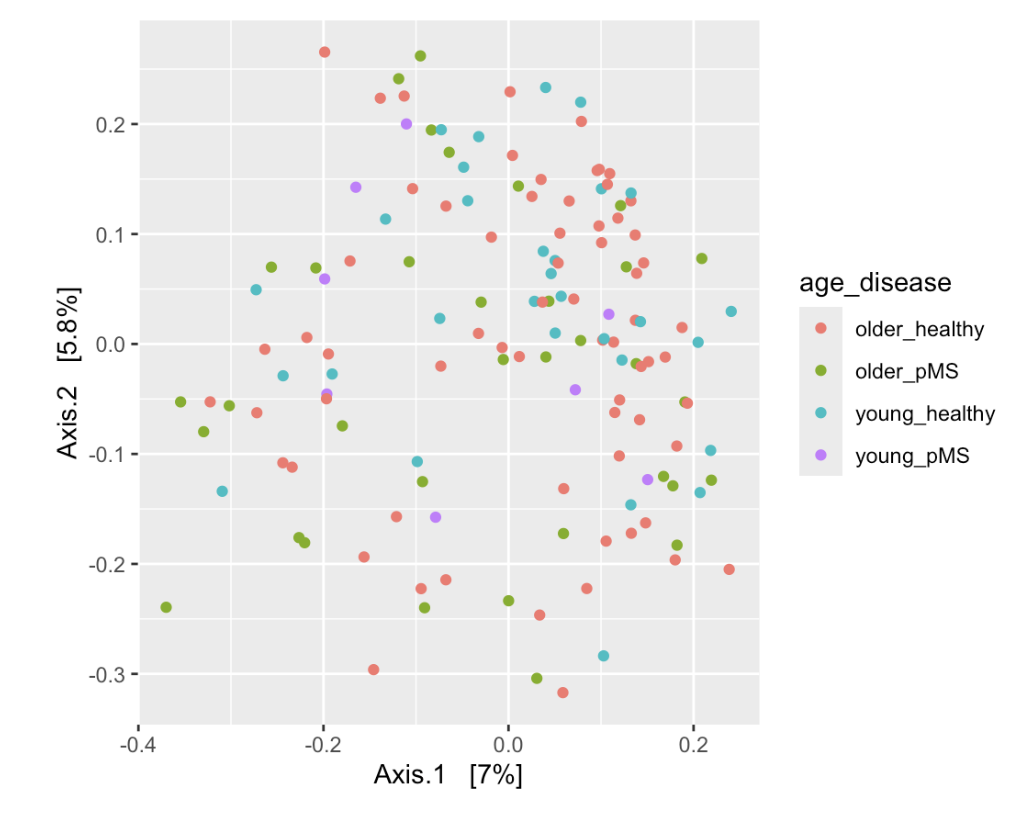 0.2
0.1
0.0
-0.1
-0.2
-0.3
Axis.2 [5.8%]
-0.4
-0.2
0.0
0.2
Axis.1 [7%]
age_disease
older_healthy
older_pMS
young_healthy
young_pMS